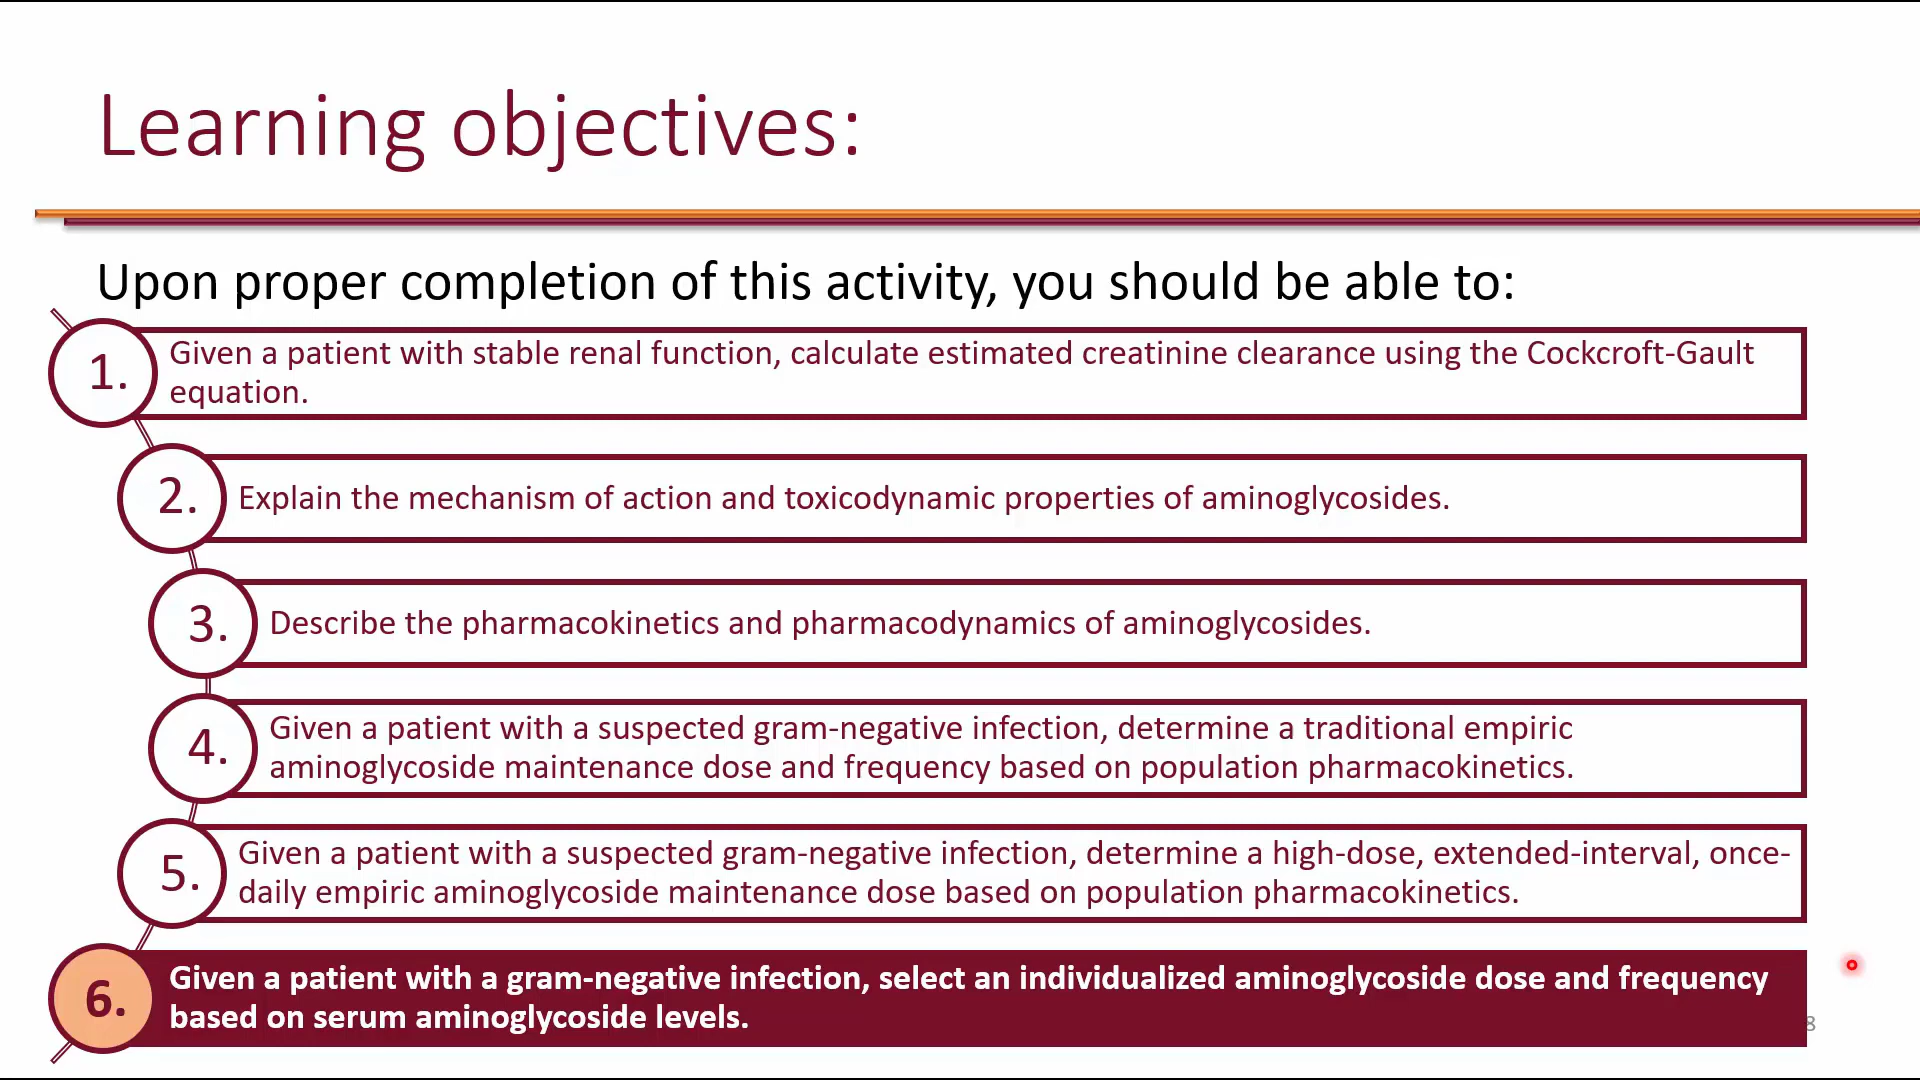 Learning objectives:
Upon proper completion of this activity, you should be able to:
1.
Given a patient with stable renal function, calculate estimated creatinine clearance using the Cockcroft-Gault
equation.
2.
Explain the mechanism of action and toxicodynamic properties of aminoglycosides.
3.
Describe the pharmacokinetics and pharmacodynamics of aminoglycosides.
4.
Given a patient with a suspected gram-negative infection, determine a traditional empiric
aminoglycoside maintenance dose and frequency based on population pharmacokinetics.
5.
Given a patient with a suspected gram-negative infection, determine a high-dose, extended-interval, once-
daily empiric aminoglycoside maintenance dose based on population pharmacokinetics.
6.
Given a patient with a gram-negative infection, select an individualized aminoglycoside dose and frequency
based on serum aminoglycoside levels.